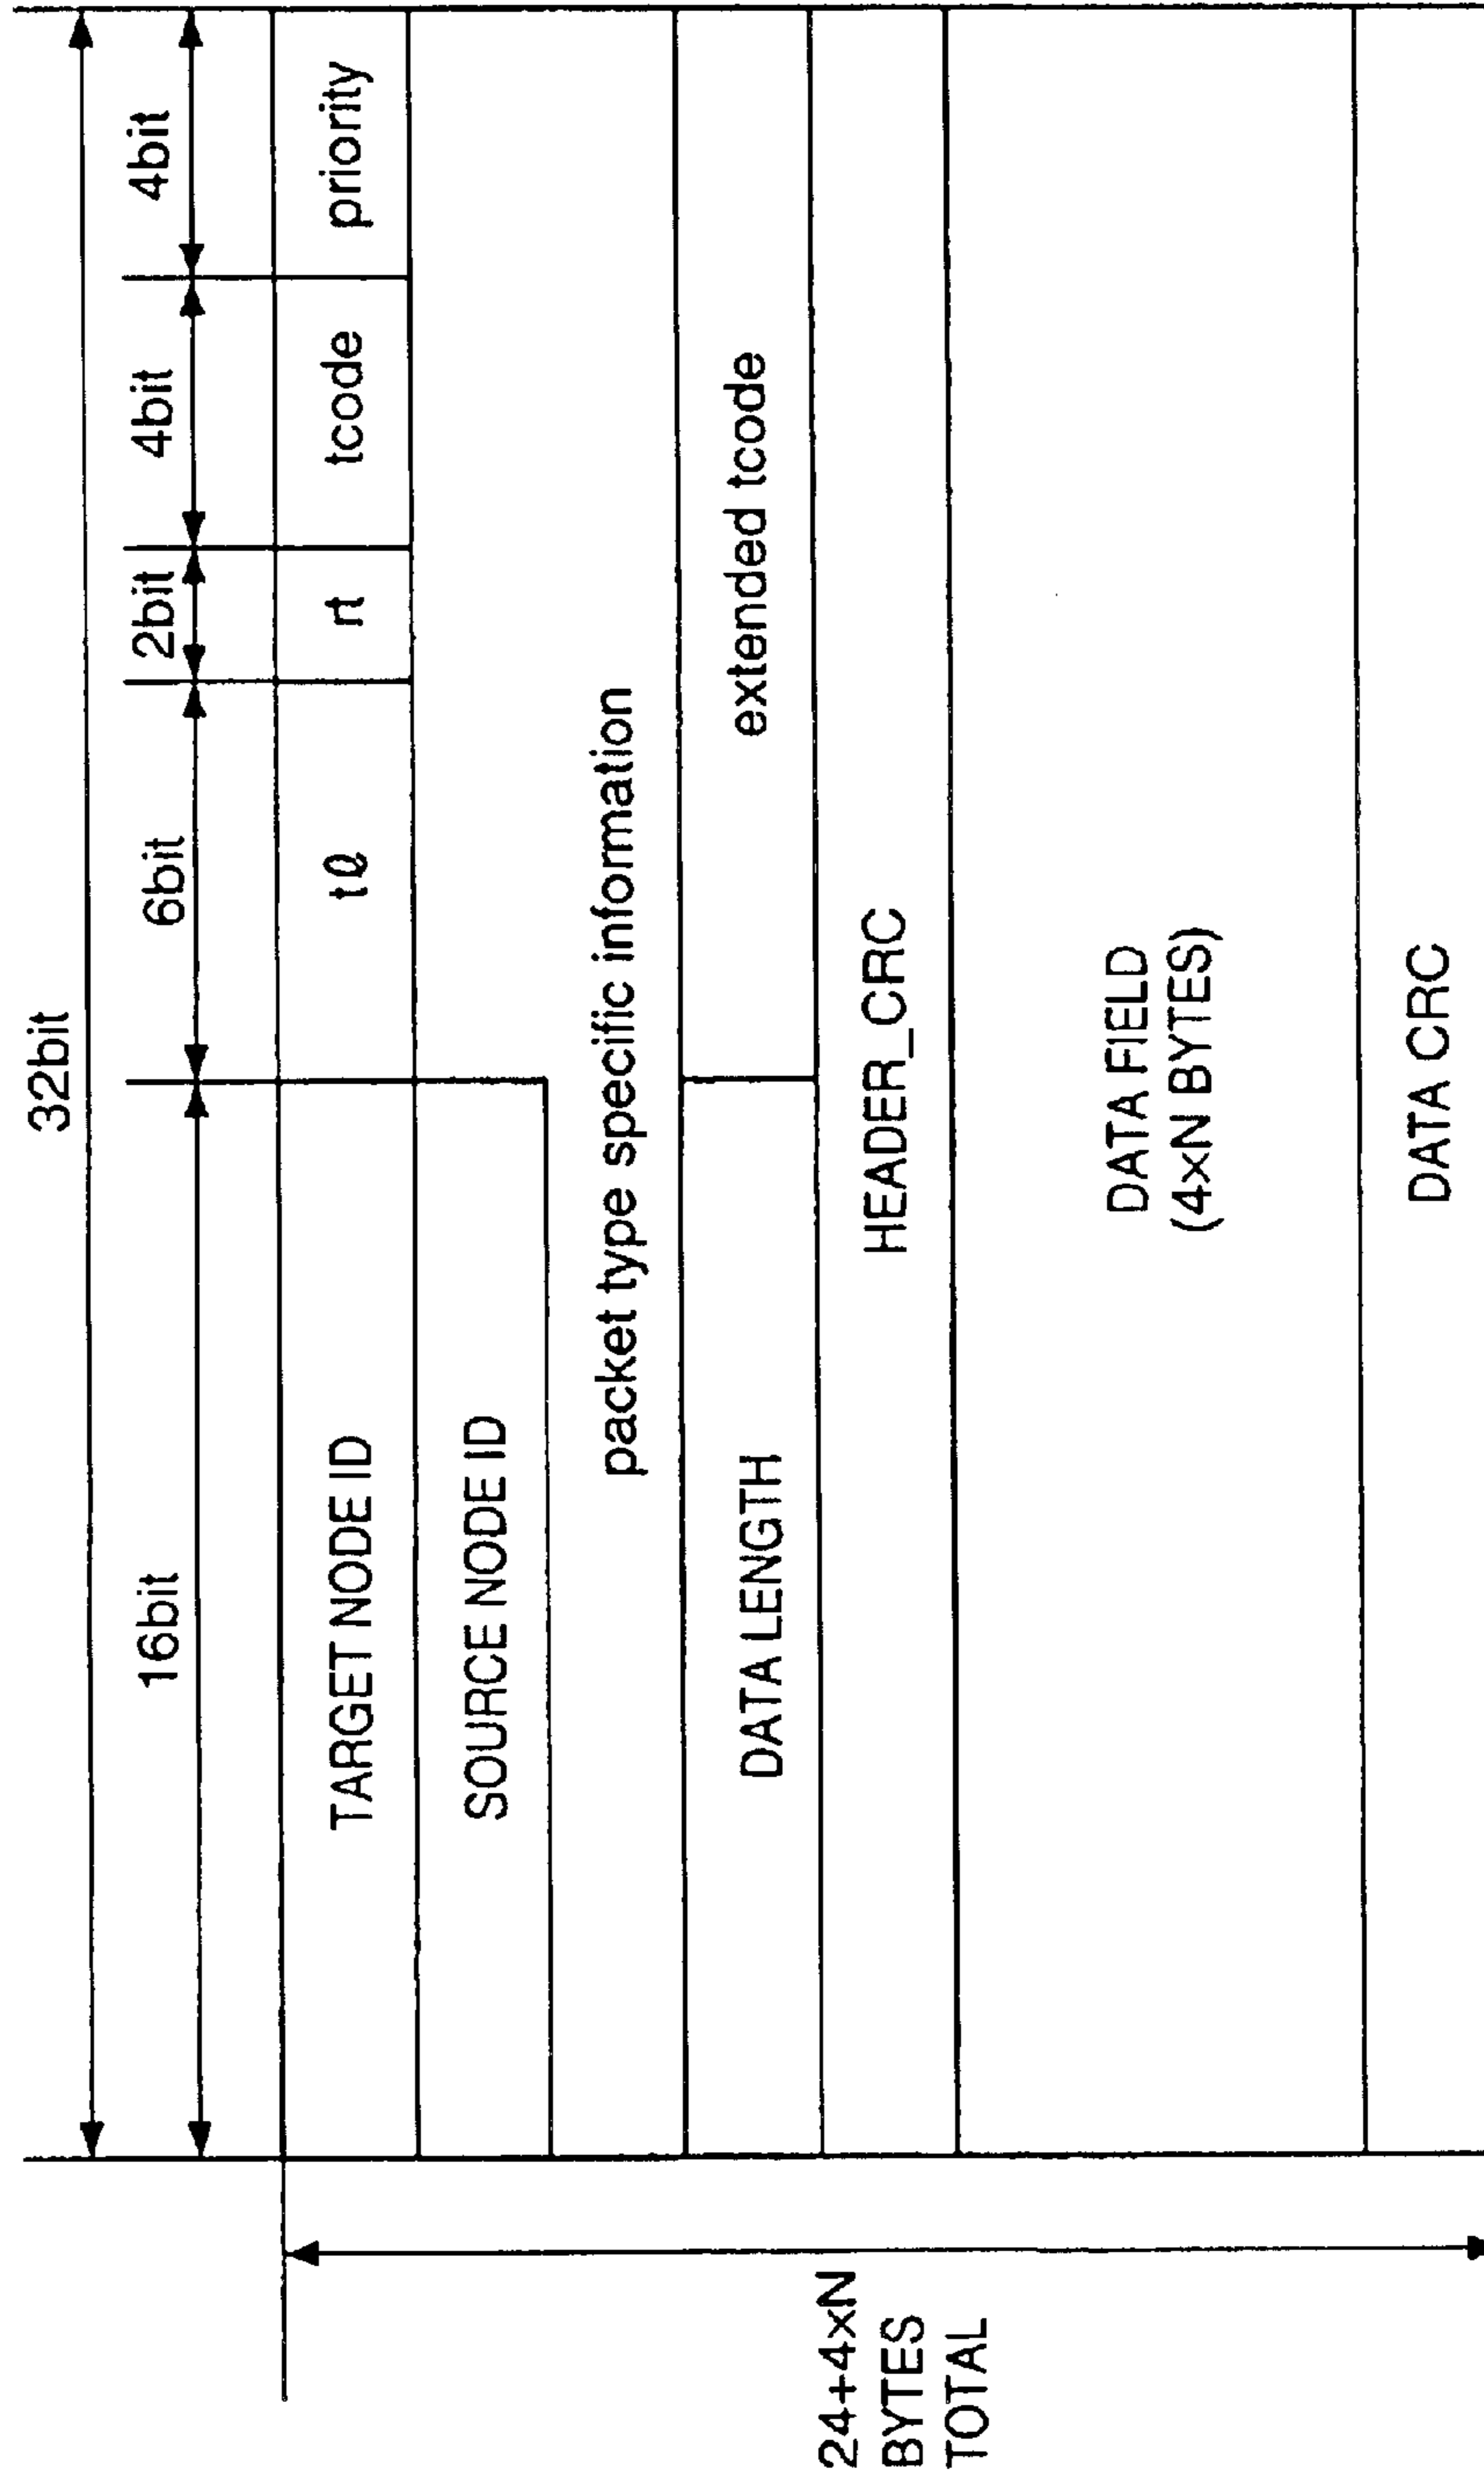 32bit
16bit
6bit
2bit
4bit
4bit
TARGET NODE ID
tℓ
rt
tcode
priority
SOURCE NODE ID
packet type specific information
DATA LENGTH
extended tcode
HEADER_CRC
DATA FIELD
(4×N BYTES)
DATA CRC
24+4×N
BYTES
TOTAL